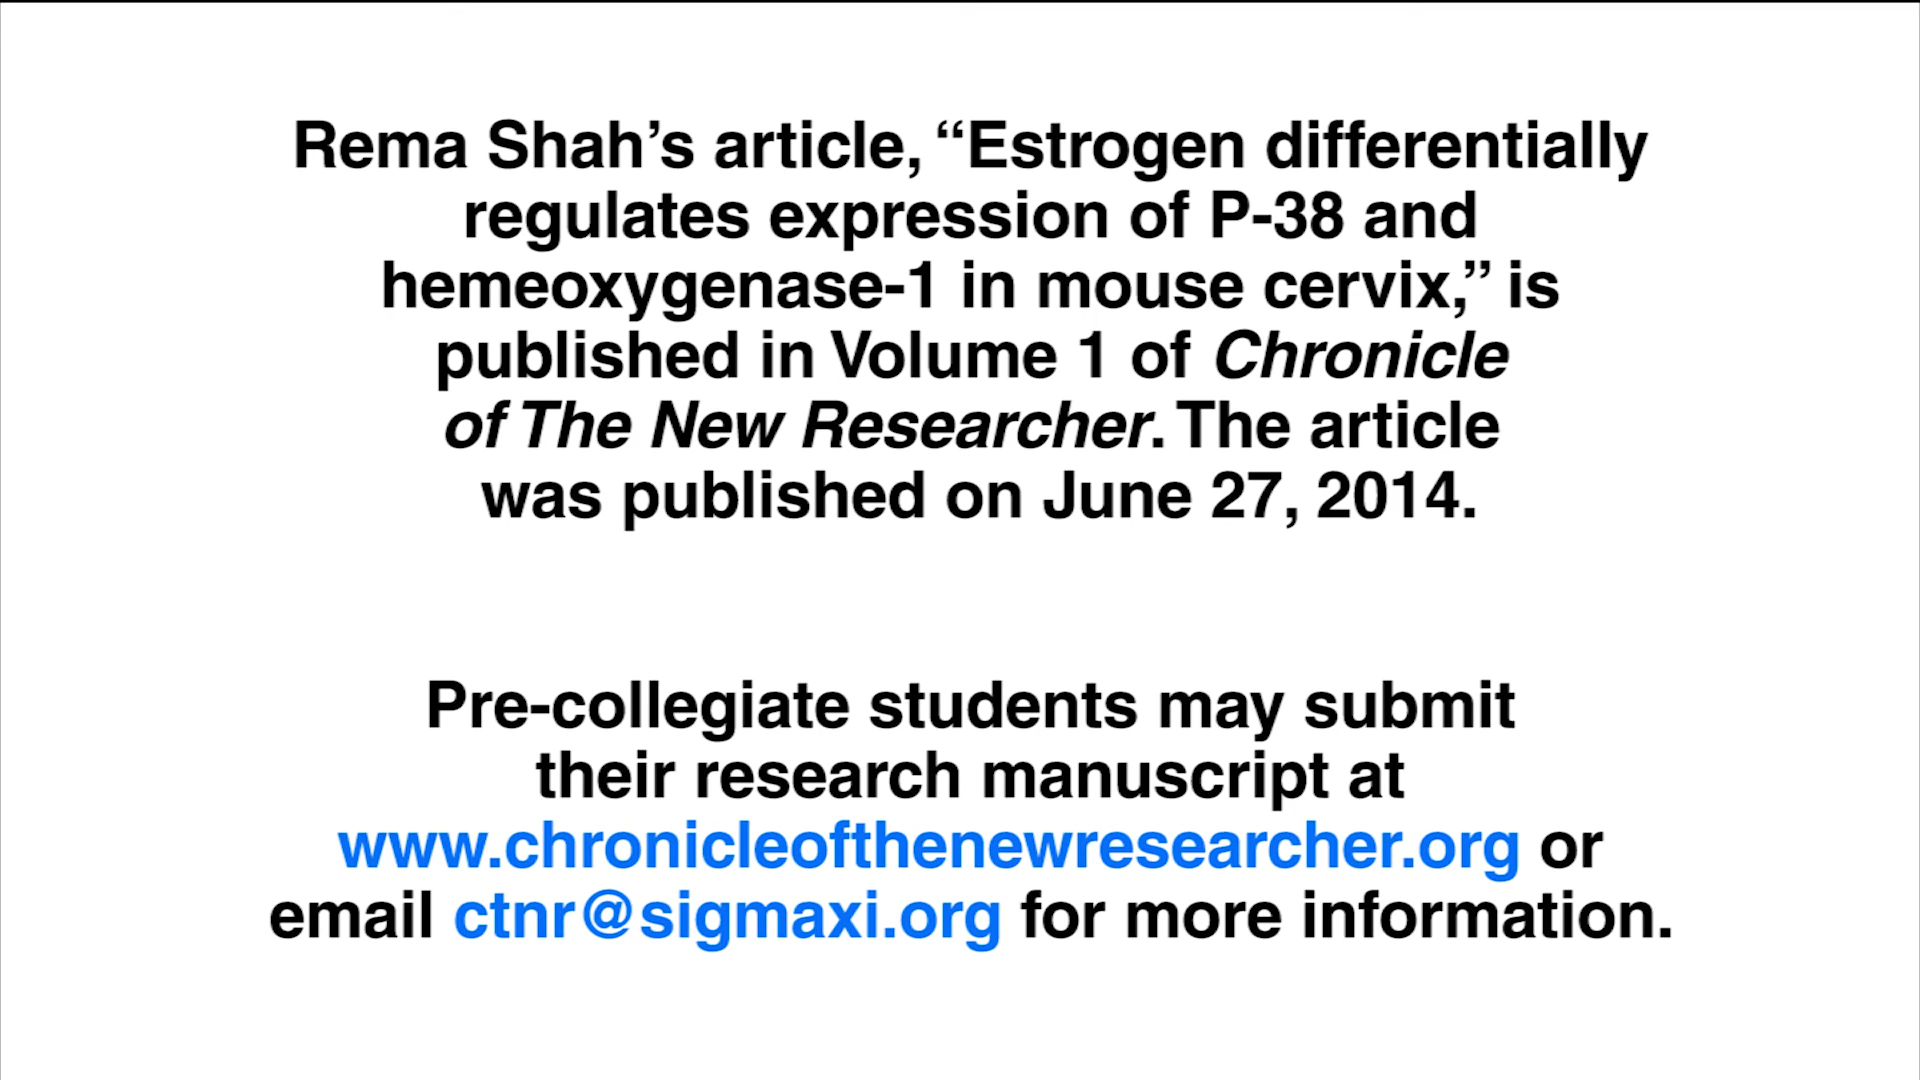 Rema Shah’s article, “Estrogen differentially
regulates expression of P-38 and
hemeoxygenase-1 in mouse cervix,” is
published in Volume 1 of Chronicle
of The New Researcher. The article
was published on June 27, 2014.
Pre-collegiate students may submit
their research manuscript at
www.chronicleofthenewresearcher.org or
email ctnr@sigmaxi.org for more information.